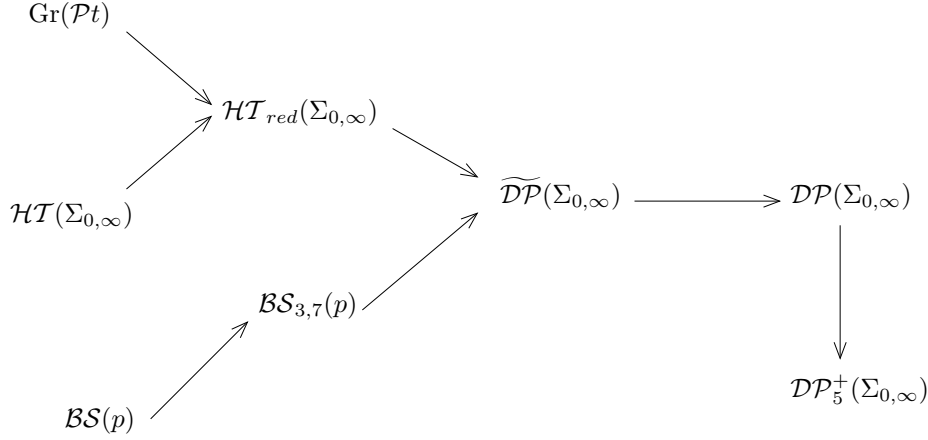 Gr(𝒫t)
ℋ𝒯_red(Σ_{0,∞})
ℋ𝒯(Σ_{0,∞})
\widetilde{𝒟𝒫}(Σ_{0,∞})
𝒟𝒫(Σ_{0,∞})
ℬ𝒮_{3,7}(p)
𝒟𝒫_5^+(Σ_{0,∞})
ℬ𝒮(p)